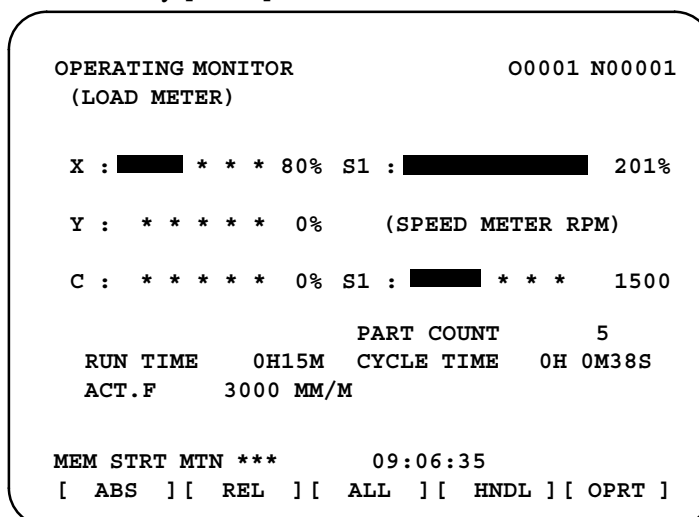 OPERATING MONITOR O0001 N00001
(LOAD METER)
X : * * * 80% S1 : 201%
Y : * * * * * 0% (SPEED METER RPM)
C : * * * * * 0% S1 : * * * 1500
PART COUNT 5
RUN TIME 0H15M CYCLE TIME 0H 0M38S
ACT.F 3000 MM/M
MEM STRT MTN *** 09:06:35
[ ABS ] [ REL ] [ ALL ] [ HNDL ] [ OPRT ]